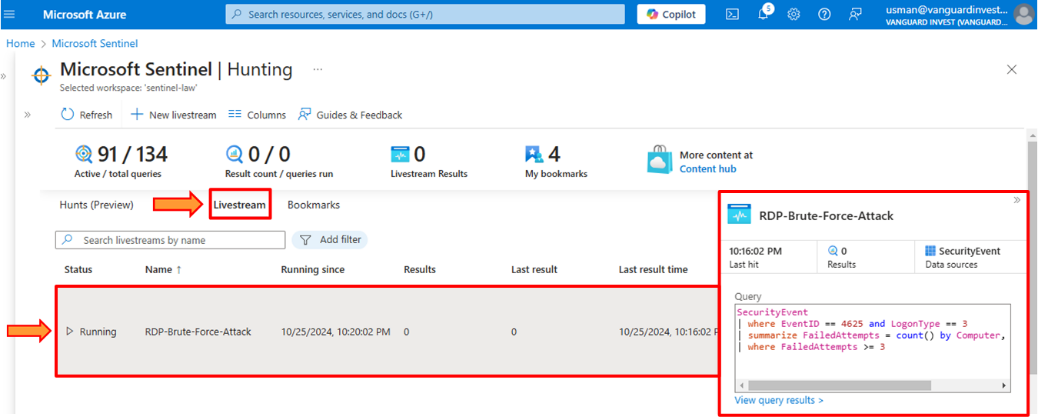 Microsoft Azure
Search resources, services, and docs (G+/)
Copilot
5
usman@vanguardinvest...
VANGUARD INVEST (VANGUARD...
Home > Microsoft Sentinel
Microsoft Sentinel | Hunting ...
Selected workspace: 'sentinel-law'
Refresh + New livestream Columns Guides & Feedback
91 / 134
Active / total queries
0 / 0
Result count / queries run
0
Livestream Results
4
My bookmarks
More content at
Content hub
Hunts (Preview) Livestream Bookmarks
Search livestreams by name
Add filter
Status Name ↑ Running since Results Last result Last result time
Running RDP-Brute-Force-Attack 10/25/2024, 10:20:02 PM 0 0 10/25/2024, 10:16:02 P
RDP-Brute-Force-Attack
10:16:02 PM
Last hit
0
Results
SecurityEvent
Data sources
Query
SecurityEvent
| where EventID == 4625 and LogonType == 3
| summarize FailedAttempts = count() by Computer,
| where FailedAttempts >= 3
View query results >